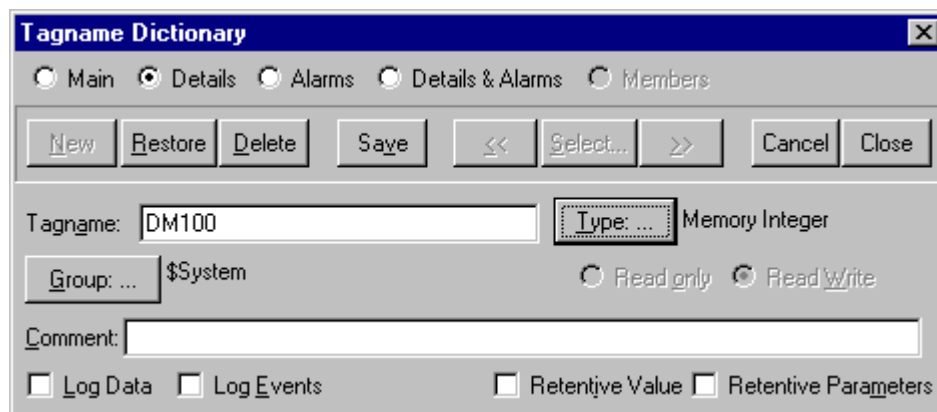 Tagname Dictionary
Main Details Alarms Details & Alarms Members
New Restore Delete Save << Select... >> Cancel Close
Tagname: DM100 Type: ... Memory Integer
Group: ... $System Read only Read Write
Comment:
Log Data Log Events Retentive Value Retentive Parameters